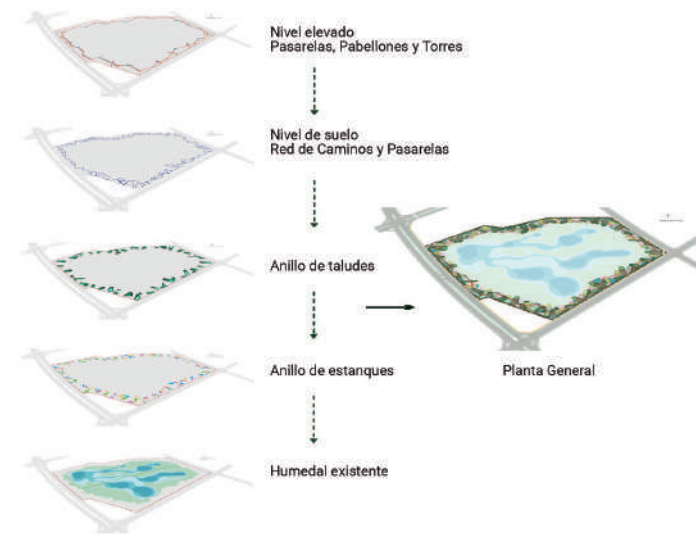 Nivel elevado
Pasarelas, Pabellones y Torres
Nivel de suelo
Red de Caminos y Pasarelas
Anillo de taludes
Anillo de estanques
Planta General
Humedal existente